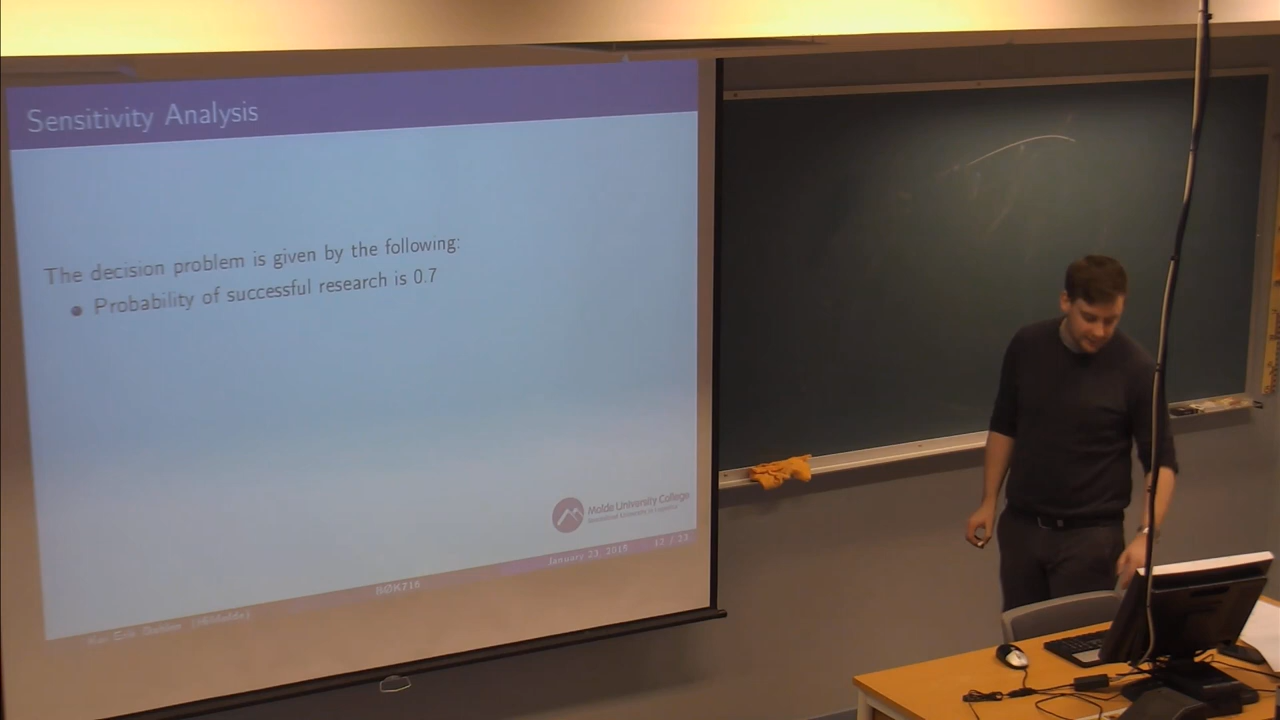 Sensitivity Analysis
The decision problem is given by the following:
• Probability of successful research is 0.7
Molde University College
January 23, 2015
BØK716